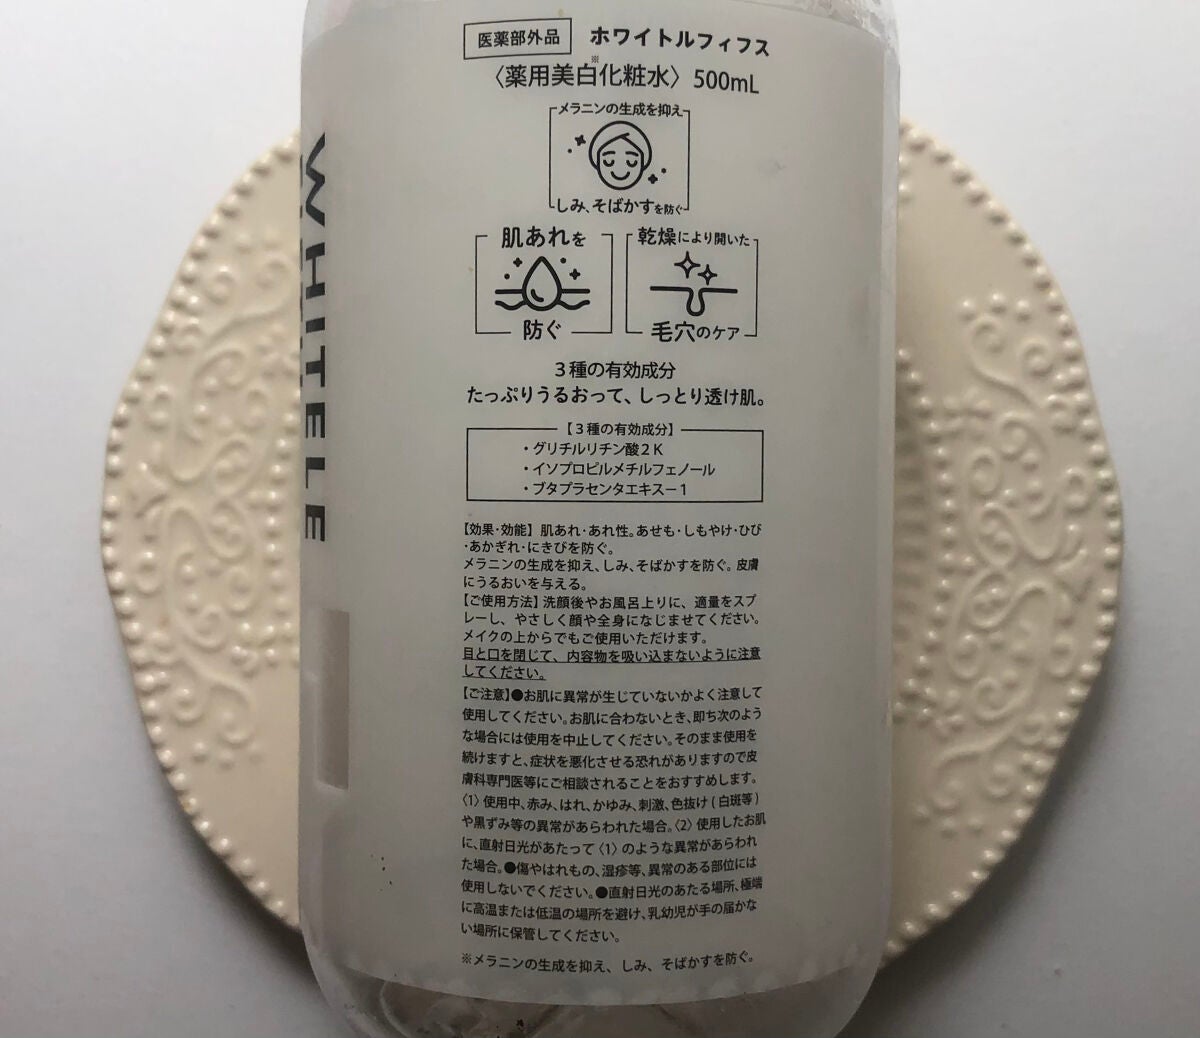 医薬部外品 ホワイトルフィフス
〈薬用美白※化粧水〉500mL
メラニンの生成を抑え
しみ、そばかすを防ぐ
肌あれを
防ぐ
乾燥により開いた
毛穴のケア
3種の有効成分
たっぷりうるおって、しっとり透け肌。
【3種の有効成分】
・グリチルリチン酸2K
・イソプロピルメチルフェノール
・ブタプラセンタエキスー1
【効果・効能】肌あれ・あれ性。あせも・しもやけ・ひび
・あかぎれ・にきびを防ぐ。
メラニンの生成を抑え、しみ、そばかすを防ぐ。皮膚
にうるおいを与える。
【ご使用方法】洗顔後やお風呂上りに、適量をスプ
レーし、やさしく顔や全身になじませてください。
メイクの上からでもご使用いただけます。
目と口を閉じて、内容物を吸い込まないように注意
してください。
【ご注意】●お肌に異常が生じていないかよく注意して
使用してください。お肌に合わないとき、即ち次のよう
な場合には使用を中止してください。そのまま使用を
続けますと、症状を悪化させる恐れがありますので皮
膚科専門医等にご相談されることをおすすめします。
〈1〉使用中、赤み、はれ、かゆみ、刺激、色抜け(白斑等)
や黒ずみ等の異常があらわれた場合。〈2〉使用したお肌
に、直射日光があたって〈1〉のような異常があらわれ
た場合。●傷やはれもの、湿疹等、異常のある部位には
使用しないでください。●直射日光のあたる場所、極端
に高温または低温の場所を避け、乳幼児が手の届かな
い場所に保管してください。
※メラニンの生成を抑え、しみ、そばかすを防ぐ。
WHITELE